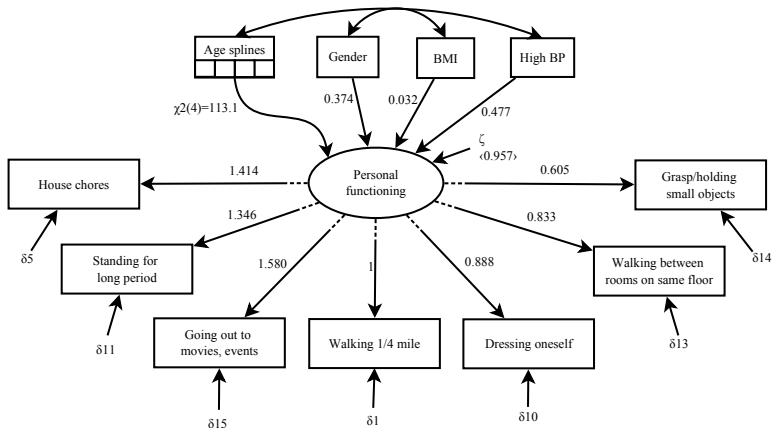 Age splines
Gender
BMI
High BP
χ2(4)=113.1
0.374
0.032
0.477
ζ
‹0.957›
Personal
functioning
1.414
0.605
House chores
Grasp/holding
small objects
1.346
0.833
δ5
δ14
Standing for
long period
1.580
1
0.888
Walking between
rooms on same floor
δ11
δ13
Going out to
movies, events
Walking 1/4 mile
Dressing oneself
δ15
δ1
δ10